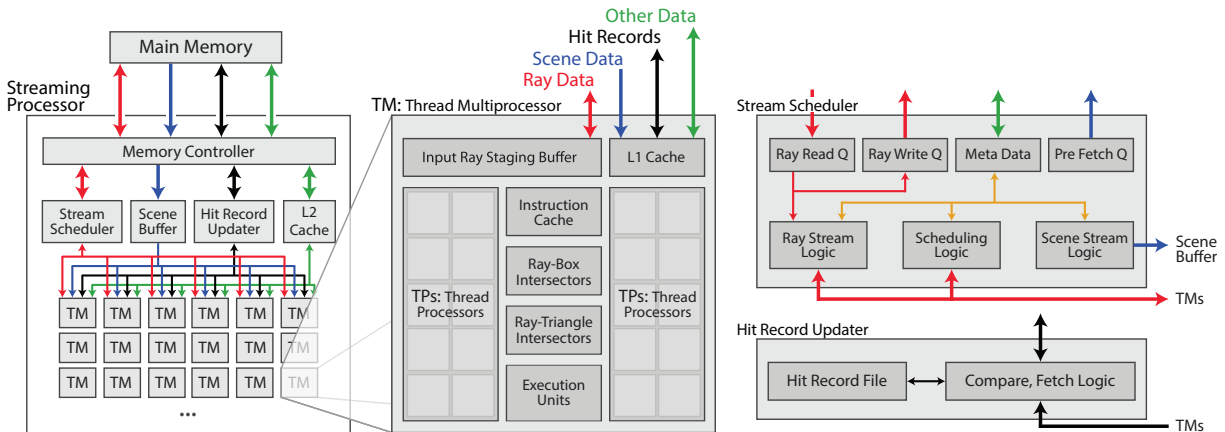 Main Memory
Streaming
Processor
Memory Controller
Stream
Scheduler
Scene
Buffer
Hit Record
Updater
L2
Cache
TM TM TM TM TM TM
TM TM TM TM TM TM
TM TM TM TM TM TM
...
Other Data
Hit Records
Scene Data
Ray Data
TM: Thread Multiprocessor
Input Ray Staging Buffer
L1 Cache
TPs: Thread
Processors
Instruction
Cache
Ray-Box
Intersectors
Ray-Triangle
Intersectors
Execution
Units
TPs: Thread
Processors
Stream Scheduler
Ray Read Q
Ray Write Q
Meta Data
Pre Fetch Q
Ray Stream
Logic
Scheduling
Logic
Scene Stream
Logic
Scene
Buffer
TMs
Hit Record Updater
Hit Record File
Compare, Fetch Logic
TMs